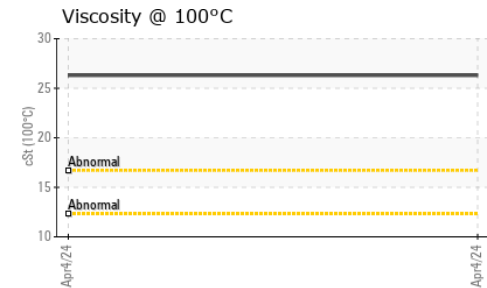 Viscosity @ 100°C
cSt (100°C)
30
25
20
15
10
Abnormal
Abnormal
Apr4/24
Apr4/24